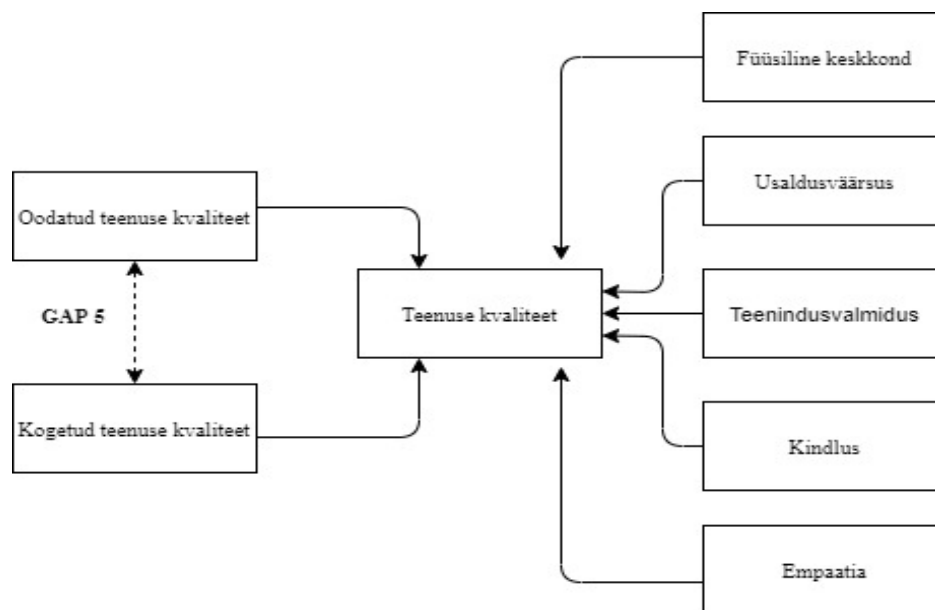 Füüsiline keskkond
Usaldusväärsus
Oodatud teenuse kvaliteet
GAP 5
Teenuse kvaliteet
Teenindusvalmidus
Kogetud teenuse kvaliteet
Kindlus
Empaatia